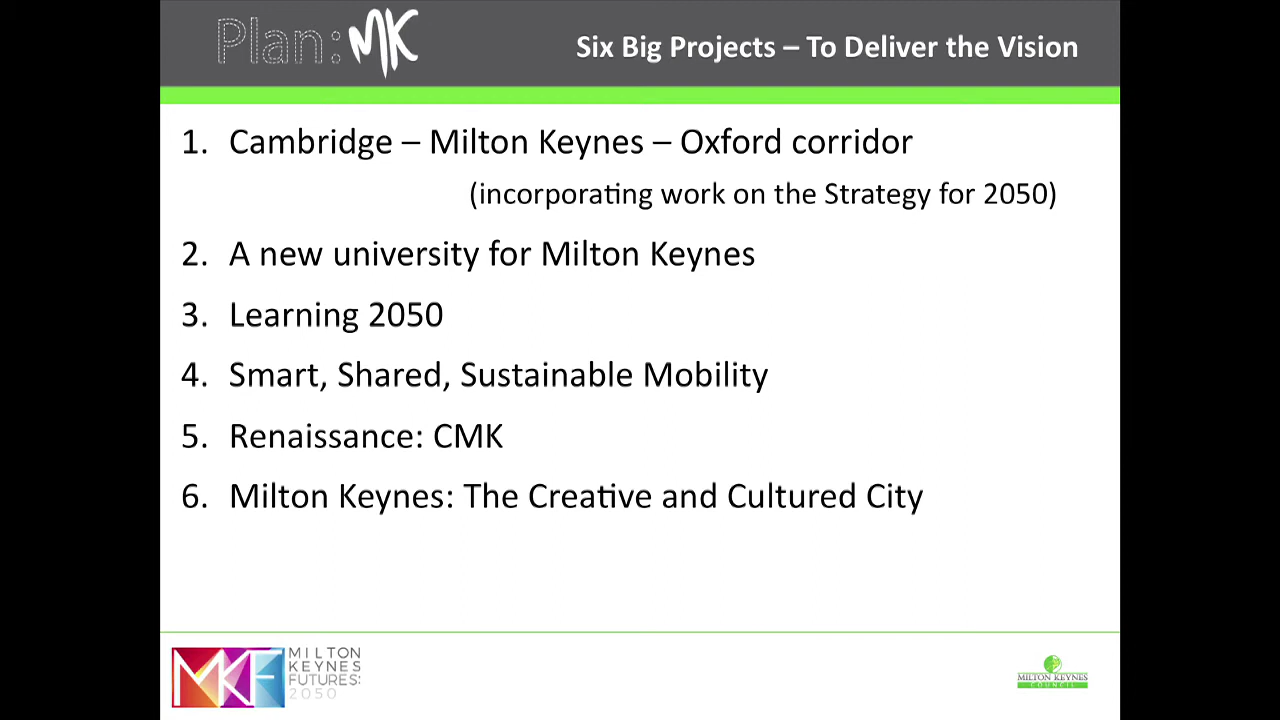 Plan:MK
Six Big Projects – To Deliver the Vision
1. Cambridge – Milton Keynes – Oxford corridor
(incorporating work on the Strategy for 2050)
2. A new university for Milton Keynes
3. Learning 2050
4. Smart, Shared, Sustainable Mobility
5. Renaissance: CMK
6. Milton Keynes: The Creative and Cultured City
MKF
MILTON
KEYNES
FUTURES:
2050
MILTON KEYNES
COUNCIL